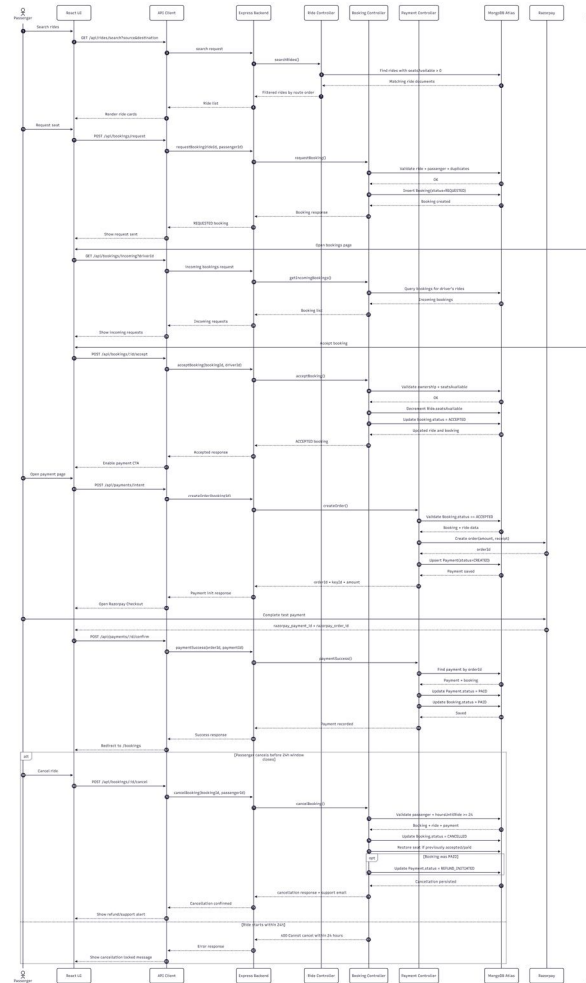 Passenger
React UI
API Client
Express Backend
Ride Controller
Booking Controller
Payment Controller
MongoDB Atlas
Razorpay
Search rides
GET /api/rides/search?source&destination
search request
searchRides()
Find rides with seatsAvailable > 0
Matching ride documents
Filtered rides by route order
Ride list
Render ride cards
Request seat
POST /api/bookings/request
requestBooking(rideId, passengerId)
requestBooking()
Validate ride + passenger + duplicates
OK
Insert Booking(status=REQUESTED)
Booking created
Booking response
REQUESTED booking
Show request sent
Open bookings page
GET /api/bookings/incoming?driverId
Incoming bookings request
getIncomingBookings()
Query bookings for driver's rides
Incoming bookings
Booking list
Incoming requests
Show incoming requests
Accept booking
POST /api/bookings/:id/accept
acceptBooking(bookingId, driverId)
acceptBooking()
Validate ownership + seatsAvailable
OK
Decrement Ride.seatsAvailable
Update Booking.status = ACCEPTED
Updated ride and booking
ACCEPTED booking
Accepted response
Enable payment CTA
Open payment page
POST /api/payments/intent
createOrder(bookingId)
createOrder()
Validate Booking.status == ACCEPTED
Booking + ride data
Create order(amount, receipt)
orderId
Upsert Payment(status=CREATED)
Payment saved
orderId + keyId + amount
Payment init response
Open Razorpay Checkout
Complete test payment
razorpay_payment_id + razorpay_order_id
POST /api/payments/:id/confirm
paymentSuccess(orderId, paymentId)
paymentSuccess()
Find payment by orderId
Payment + booking
Update Payment.status = PAID
Update Booking.status = PAID
Saved
Payment recorded
Success response
Redirect to /bookings
alt
[Passenger cancels before 24h window
closes]
Cancel ride
POST /api/bookings/:id/cancel
cancelBooking(bookingId, passengerId)
cancelBooking()
Validate passenger + hoursUntilRide >= 24
Booking + ride + payment
Update Booking.status = CANCELLED
Restore seat if previously accepted/paid
opt
[Booking was PAID]
Update Payment.status = REFUND_INITIATED
Cancellation persisted
cancellation response + support email
Cancellation confirmed
Show refund/support alert
[Ride starts within 24h]
400 Cannot cancel within 24 hours
Error response
Show cancellation locked message
Passenger
React UI
API Client
Express Backend
Ride Controller
Booking Controller
Payment Controller
MongoDB Atlas
Razorpay